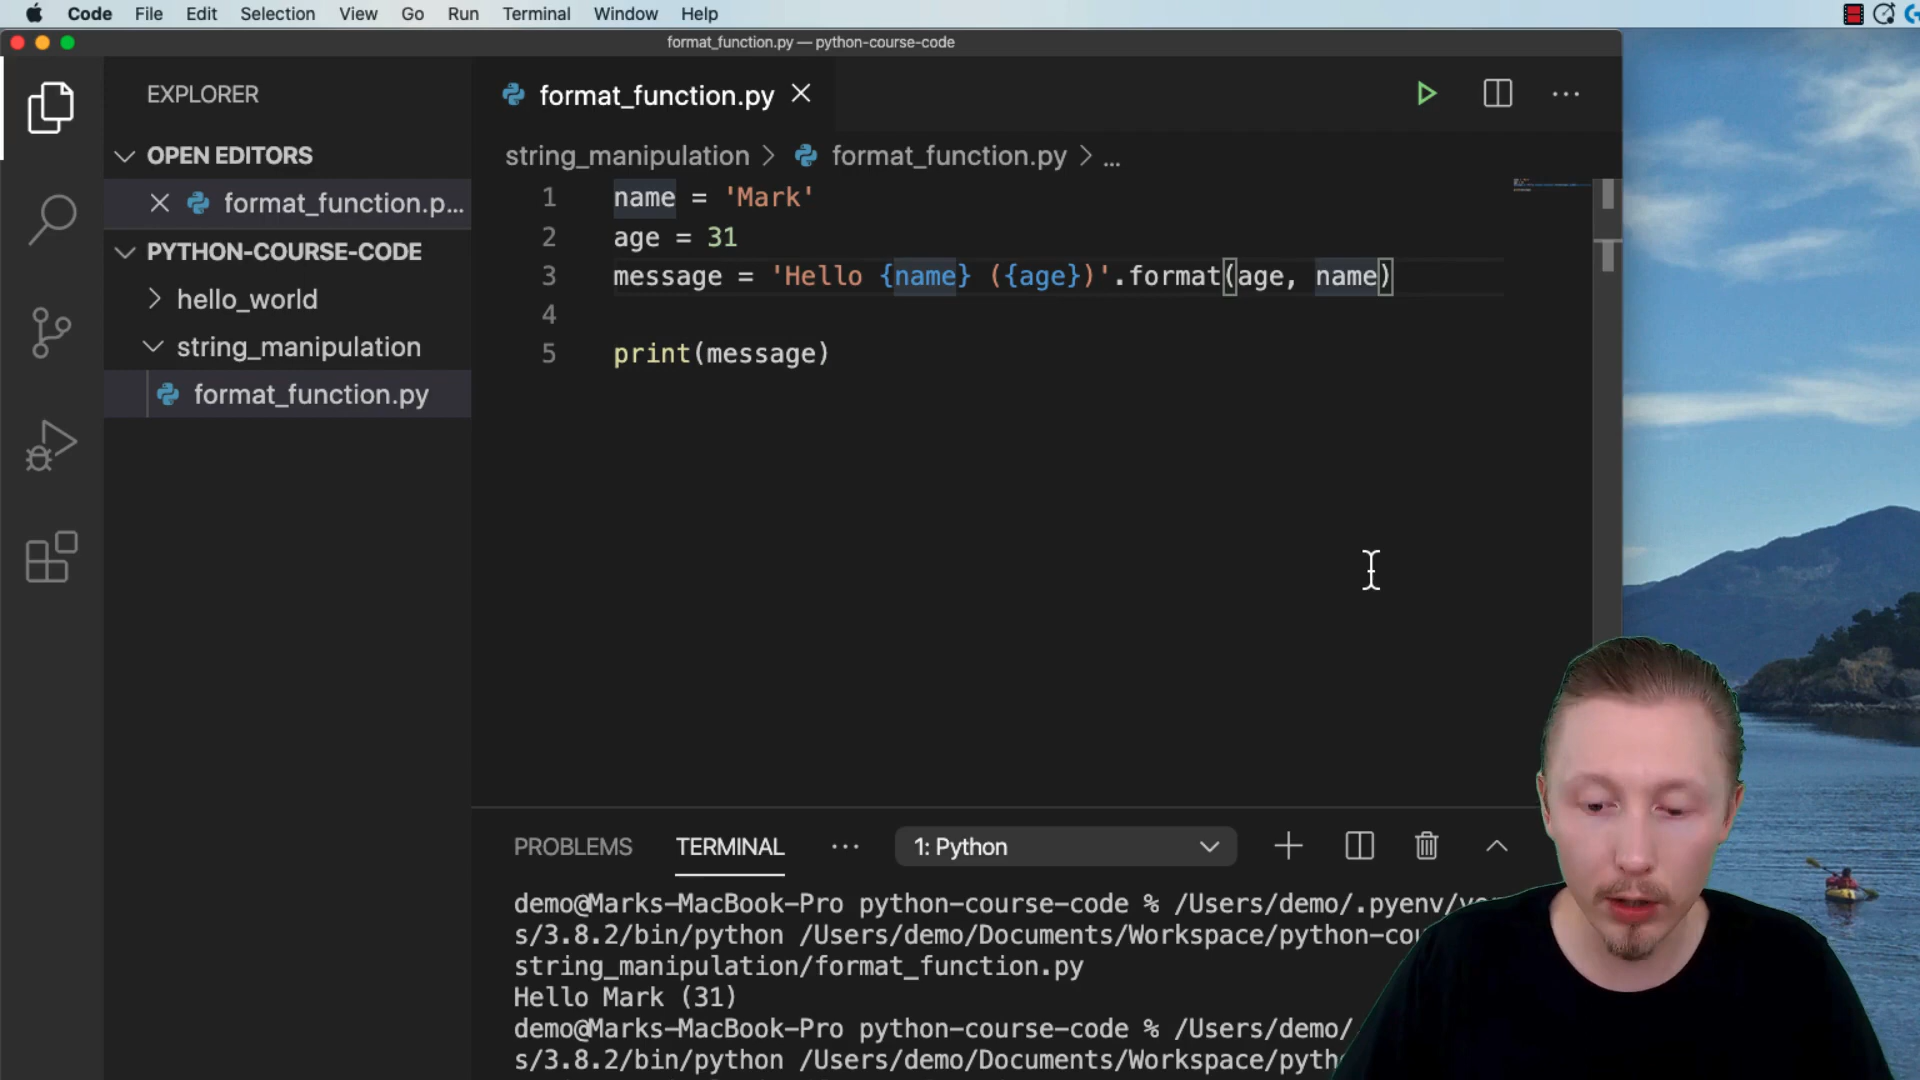 Code File Edit Selection View Go Run Terminal Window Help
format_function.py — python-course-code
EXPLORER
OPEN EDITORS
format_function.p...
PYTHON-COURSE-CODE
hello_world
string_manipulation
format_function.py
format_function.py
string_manipulation > format_function.py > ...
1 name = 'Mark'
2 age = 31
3 message = 'Hello {name} ({age})'.format(age, name)
4
5 print(message)
PROBLEMS TERMINAL ... 1: Python
demo@Marks-MacBook-Pro python-course-code % /Users/demo/.pyenv/
s/3.8.2/bin/python /Users/demo/Documents/Workspace/python-cou
string_manipulation/format_function.py
Hello Mark (31)
demo@Marks-MacBook-Pro python-course-code % /Users/demo/
s/3.8.2/bin/python /Users/demo/Documents/Workspace/pyth